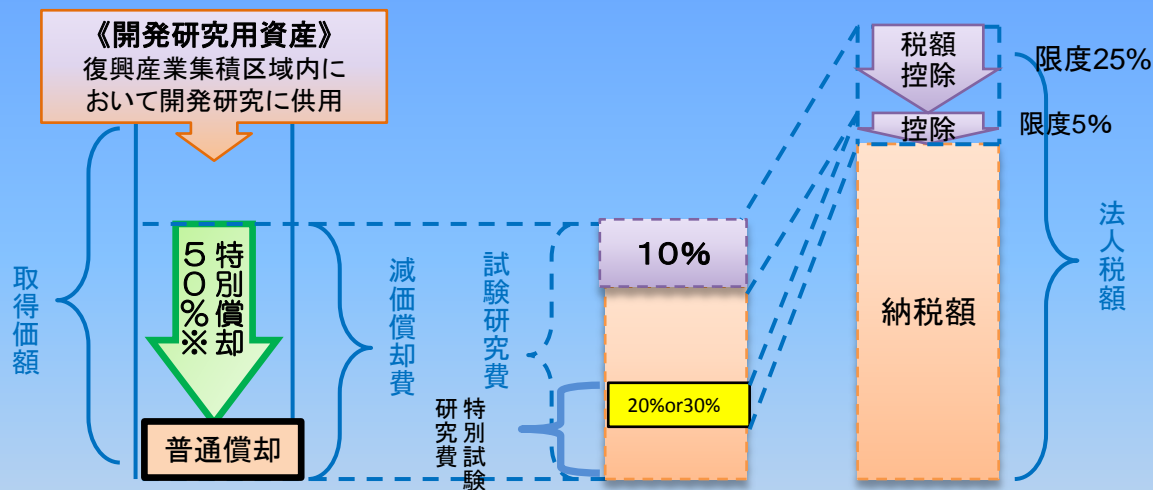 《開発研究用資産》
復興産業集積区域内に
おいて開発研究に供用
取得価額
特別償却
50%※
普通償却
減価償却費
試験研究費
特別試験
研究費
10%
20%or30%
税額
控除
限度25%
控除
限度5%
納税額
法人税額